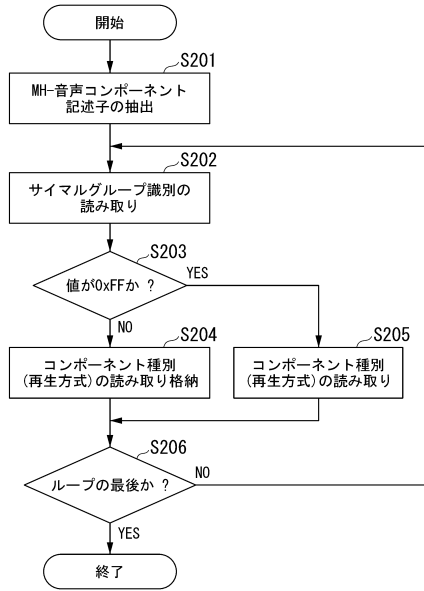 開始
S201
MH-音声コンポーネント
記述子の抽出
S202
サイマルグループ識別の
読み取り
S203
値が0xFFか ?
YES
NO
S204
コンポーネント種別
(再生方式)の読み取り格納
S205
コンポーネント種別
(再生方式)の読み取り
S206
ループの最後か ?
NO
YES
終了